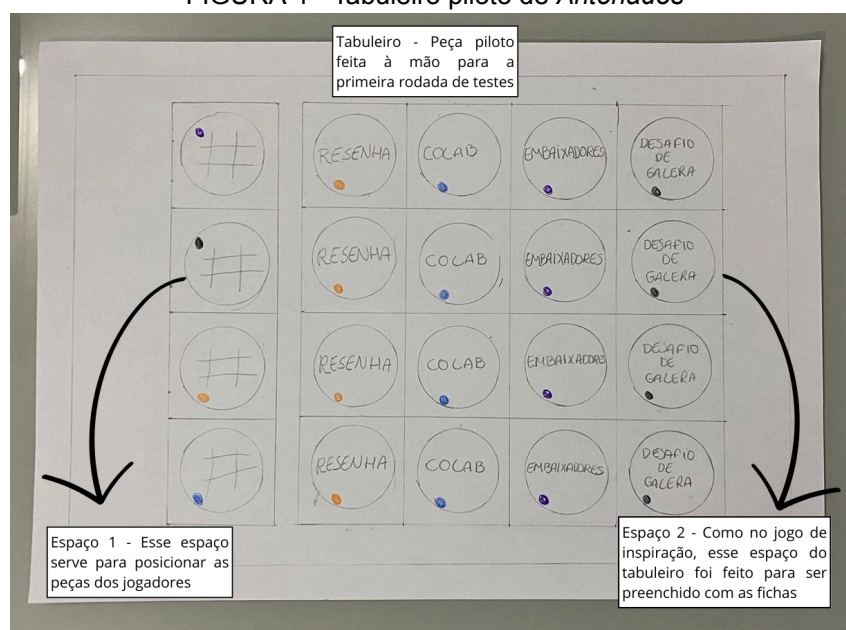 FIGURA 4 - Tabuleiro piloto de Antenados
Tabuleiro - Peça piloto
feita à mão para a
primeira rodada de testes
RESENHA COLAB EMBAIXADORES DESAFIO
DE
GALERA
RESENHA COLAB EMBAIXADORES DESAFIO
DE
GALERA
RESENHA COLAB EMBAIXADORES DESAFIO
DE
GALERA
RESENHA COLAB EMBAIXADORES DESAFIO
DE
GALERA
Espaço 1 - Esse espaço
serve para posicionar as
peças dos jogadores
Espaço 2 - Como no jogo de
inspiração, esse espaço do
tabuleiro foi feito para ser
preenchido com as fichas